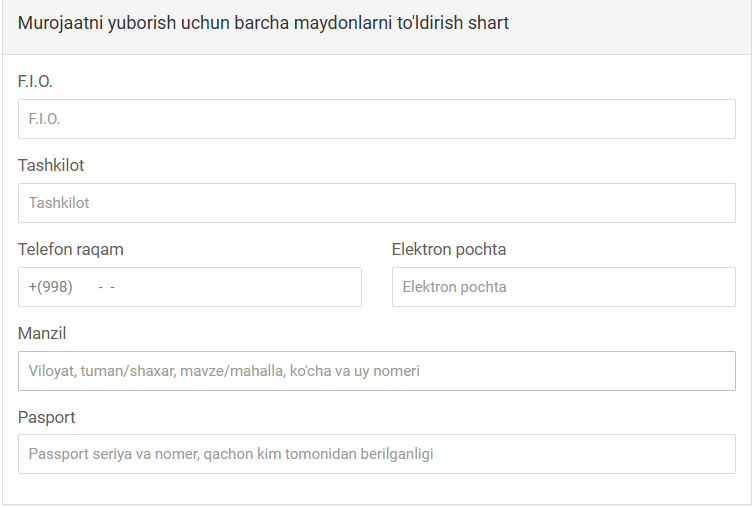 Murojaatni yuborish uchun barcha maydonlarni to'ldirish shart
F.I.O.
F.I.O.
Tashkilot
Tashkilot
Telefon raqam
+(998) - -
Elektron pochta
Elektron pochta
Manzil
Viloyat, tuman/shaxar, mavze/mahalla, ko'cha va uy nomeri
Pasport
Passport seriya va nomer, qachon kim tomonidan berilganligi